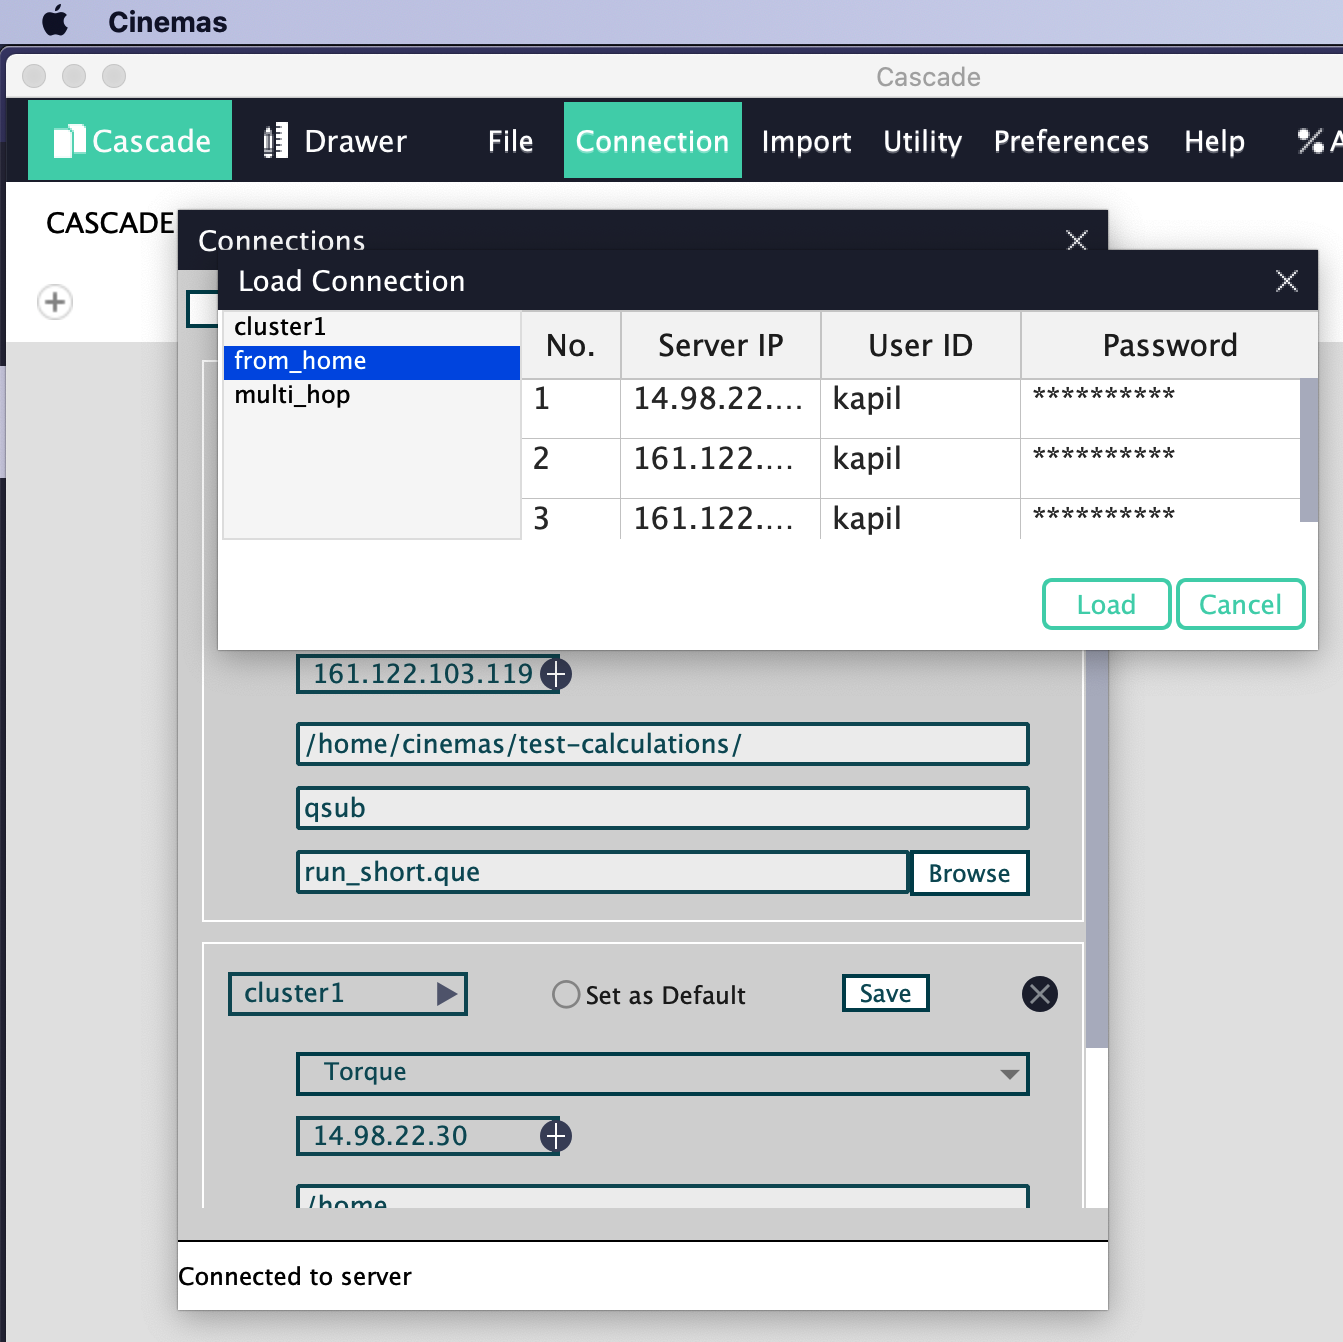 Cinemas
Cascade
Cascade Drawer File Connection Import Utility Preferences Help
CASCADE
Connections
Load Connection
cluster1
from_home
multi_hop
No. Server IP User ID Password
1 14.98.22.... kapil **********
2 161.122.... kapil **********
3 161.122.... kapil **********
Load Cancel
161.122.103.119
/home/cinemas/test-calculations/
qsub
run_short.que Browse
cluster1 Set as Default Save
Torque
14.98.22.30
/home
Connected to server